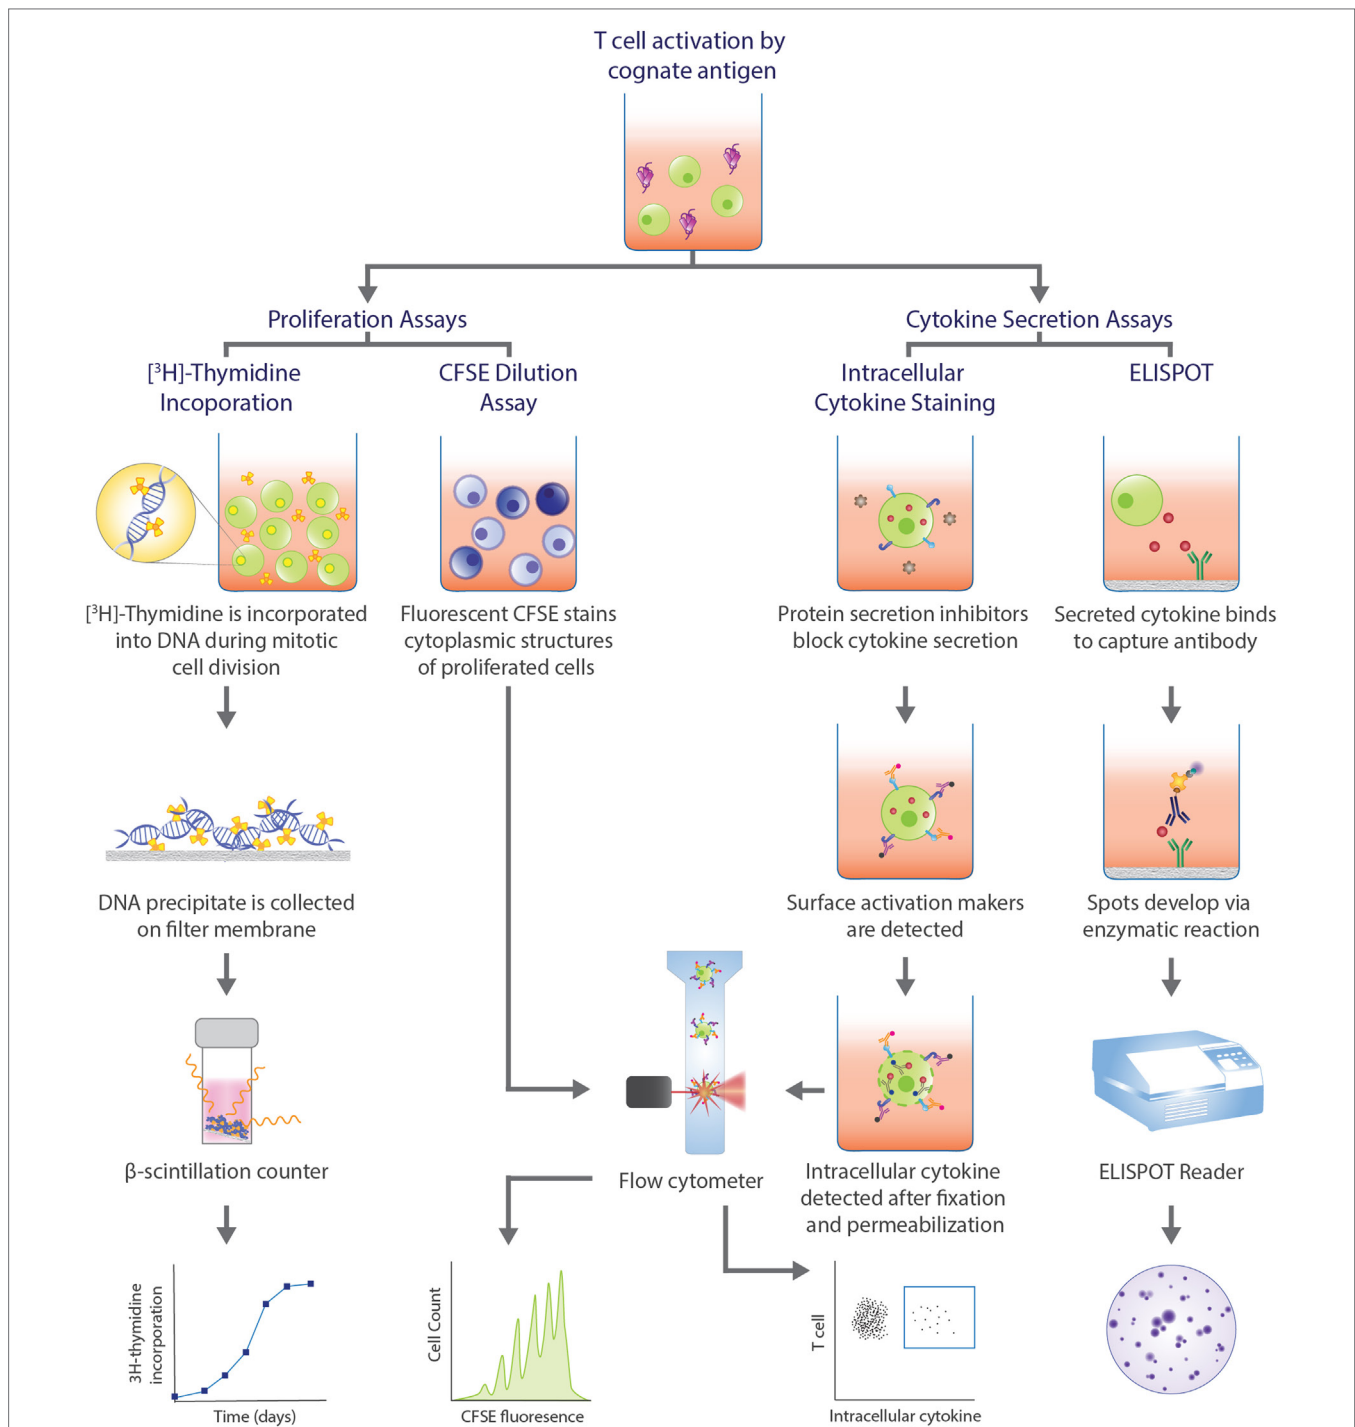 T cell activation by
cognate antigen
Proliferation Assays
Cytokine Secretion Assays
[³H]-Thymidine
Incoporation
CFSE Dilution
Assay
Intracellular
Cytokine Staining
ELISPOT
[³H]-Thymidine is incorporated
into DNA during mitotic
cell division
Fluorescent CFSE stains
cytoplasmic structures
of proliferated cells
Protein secretion inhibitors
block cytokine secretion
Secreted cytokine binds
to capture antibody
DNA precipitate is collected
on filter membrane
Surface activation makers
are detected
Spots develop via
enzymatic reaction
β-scintillation counter
Flow cytometer
Intracellular cytokine
detected after fixation
and permeabilization
ELISPOT Reader
3H-thymidine
incorporation
Time (days)
Cell Count
CFSE fluoresence
T cell
Intracellular cytokine